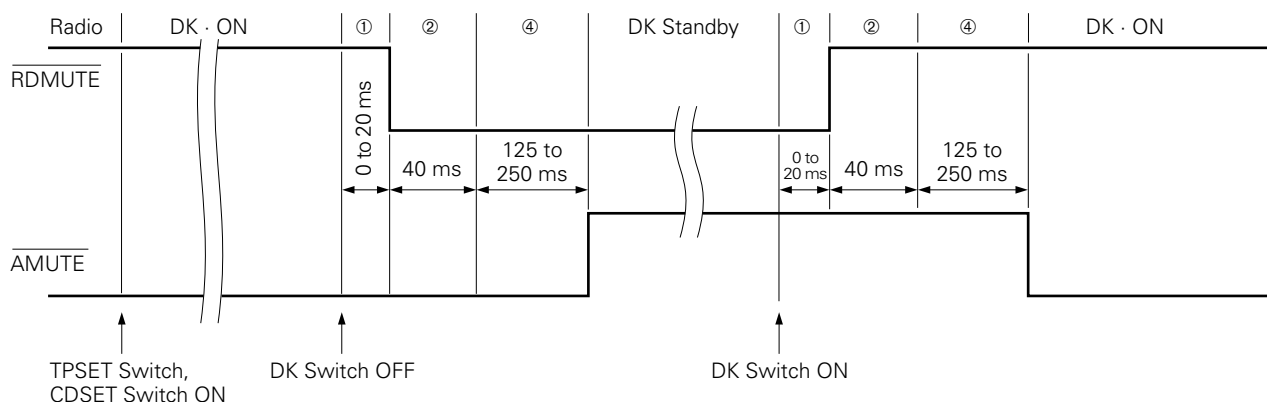 Radio DK · ON ① ② ④ DK Standby ① ② ④ DK · ON
RDMUTE
0 to 20 ms
40 ms
125 to
250 ms
0 to
20 ms
40 ms
125 to
250 ms
AMUTE
TPSET Switch,
CDSET Switch ON
DK Switch OFF
DK Switch ON